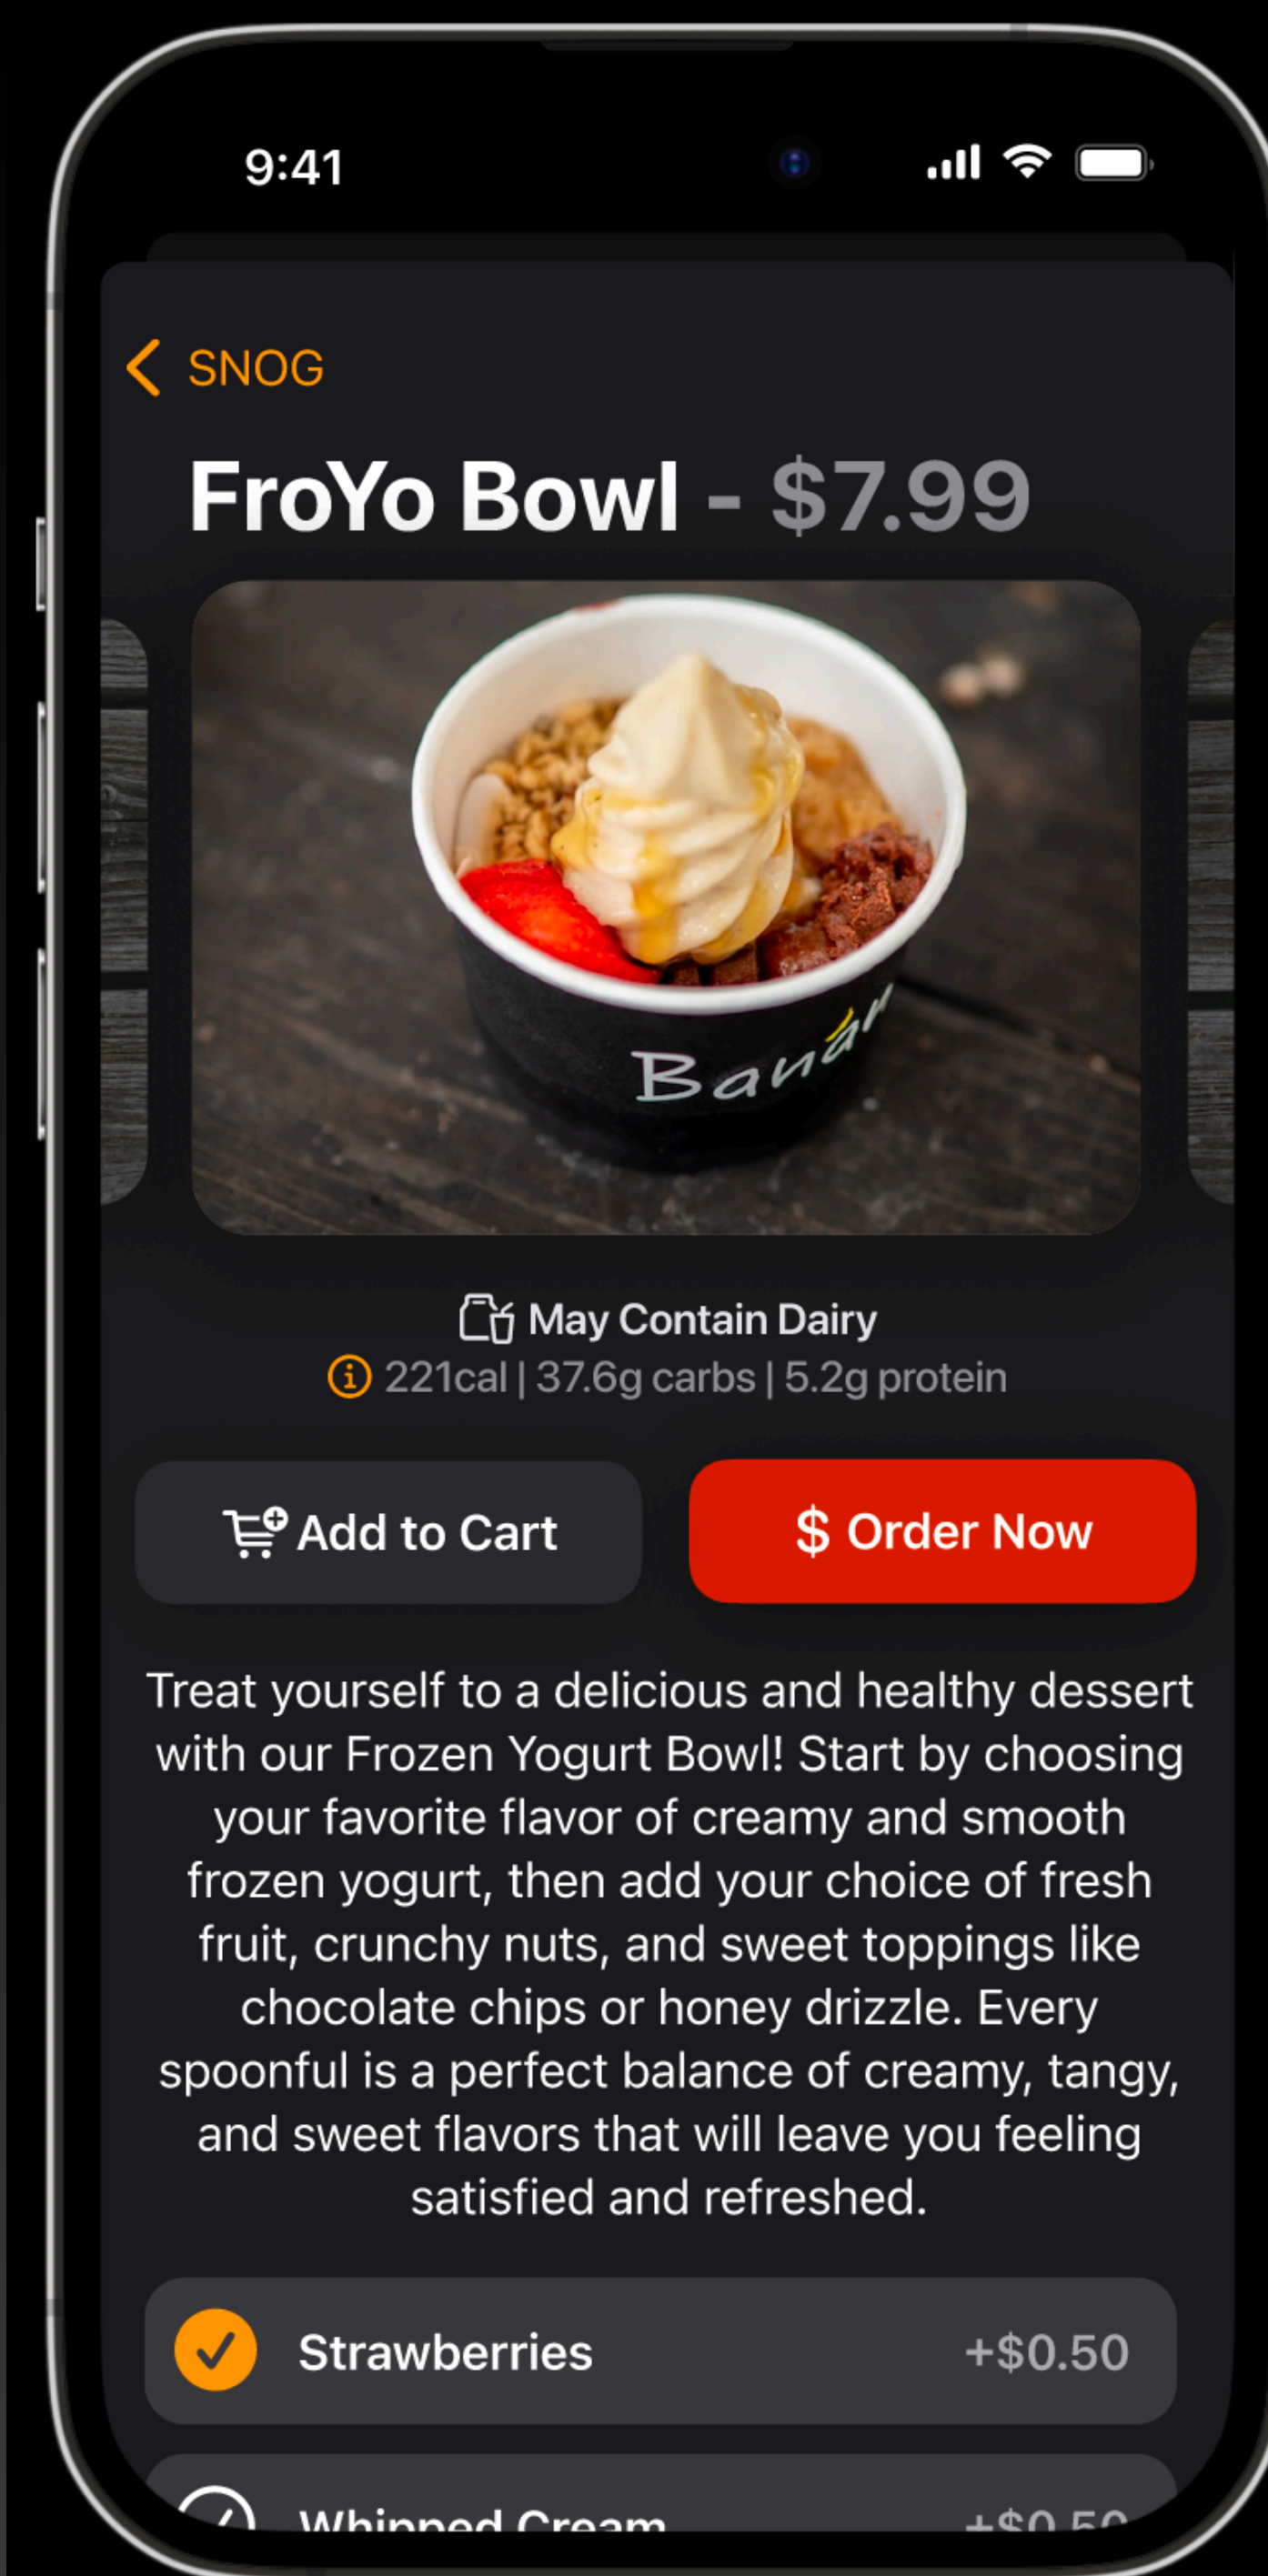 9:41
SNOG
FroYo Bowl - $7.99
Banan
May Contain Dairy
221cal | 37.6g carbs | 5.2g protein
Add to Cart
$ Order Now
Treat yourself to a delicious and healthy dessert
with our Frozen Yogurt Bowl! Start by choosing
your favorite flavor of creamy and smooth
frozen yogurt, then add your choice of fresh
fruit, crunchy nuts, and sweet toppings like
chocolate chips or honey drizzle. Every
spoonful is a perfect balance of creamy, tangy,
and sweet flavors that will leave you feeling
satisfied and refreshed.
Strawberries +$0.50
Whipped Cream +$0.50